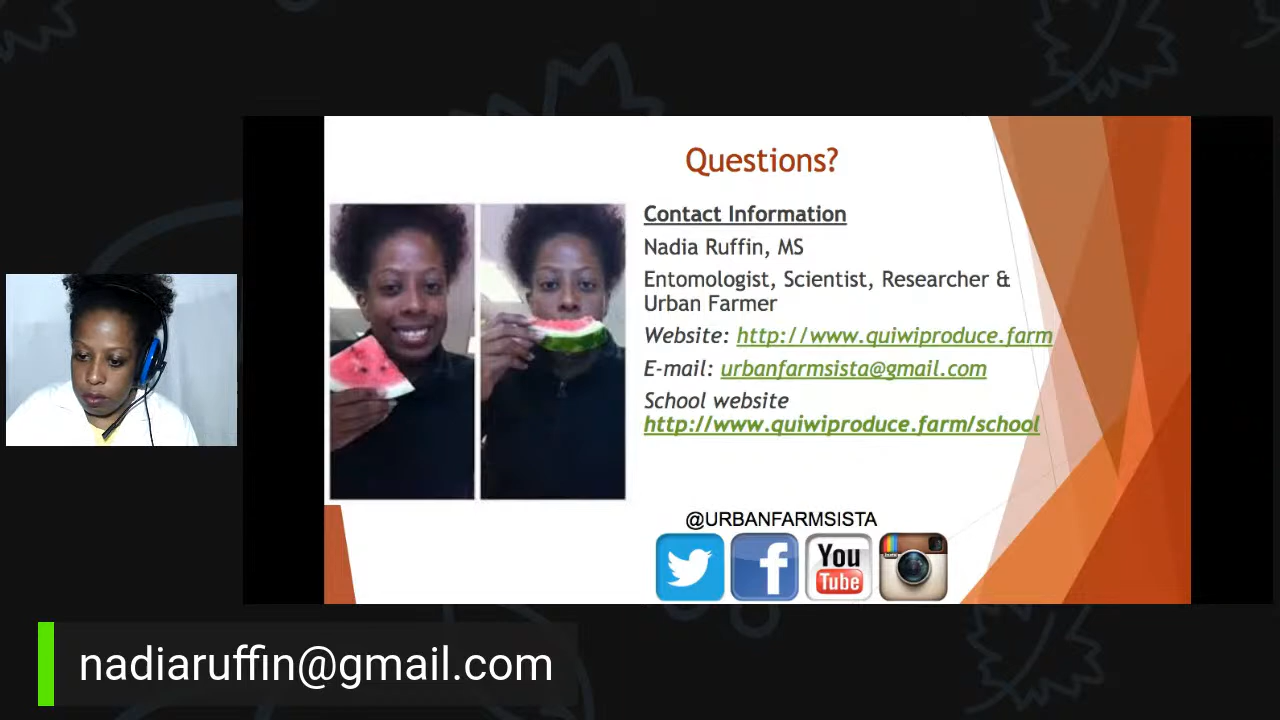 Questions?
Contact Information
Nadia Ruffin, MS
Entomologist, Scientist, Researcher &
Urban Farmer
Website: http://www.quiwiproduce.farm
E-mail: urbanfarmsista@gmail.com
School website
http://www.quiwiproduce.farm/school
@URBANFARMSISTA
You
Tube
nadiaruffin@gmail.com